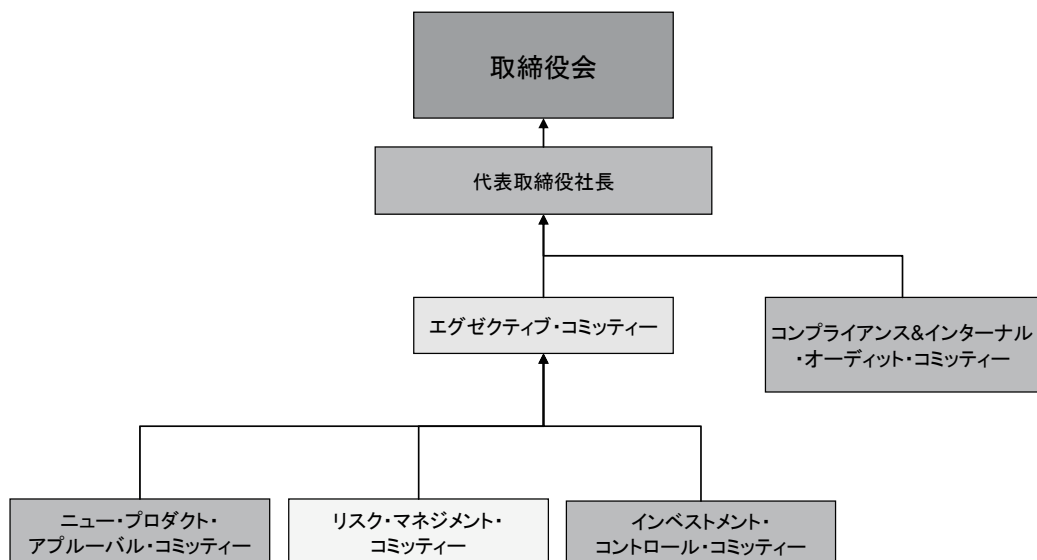 取締役会
代表取締役社長
エグゼクティブ・コミッティー
コンプライアンス&インターナル
・オーディット・コミッティー
ニュー・プロダクト・
アプルーバル・コミッティー
リスク・マネジメント・
コミッティー
インベストメント・
コントロール・コミッティー